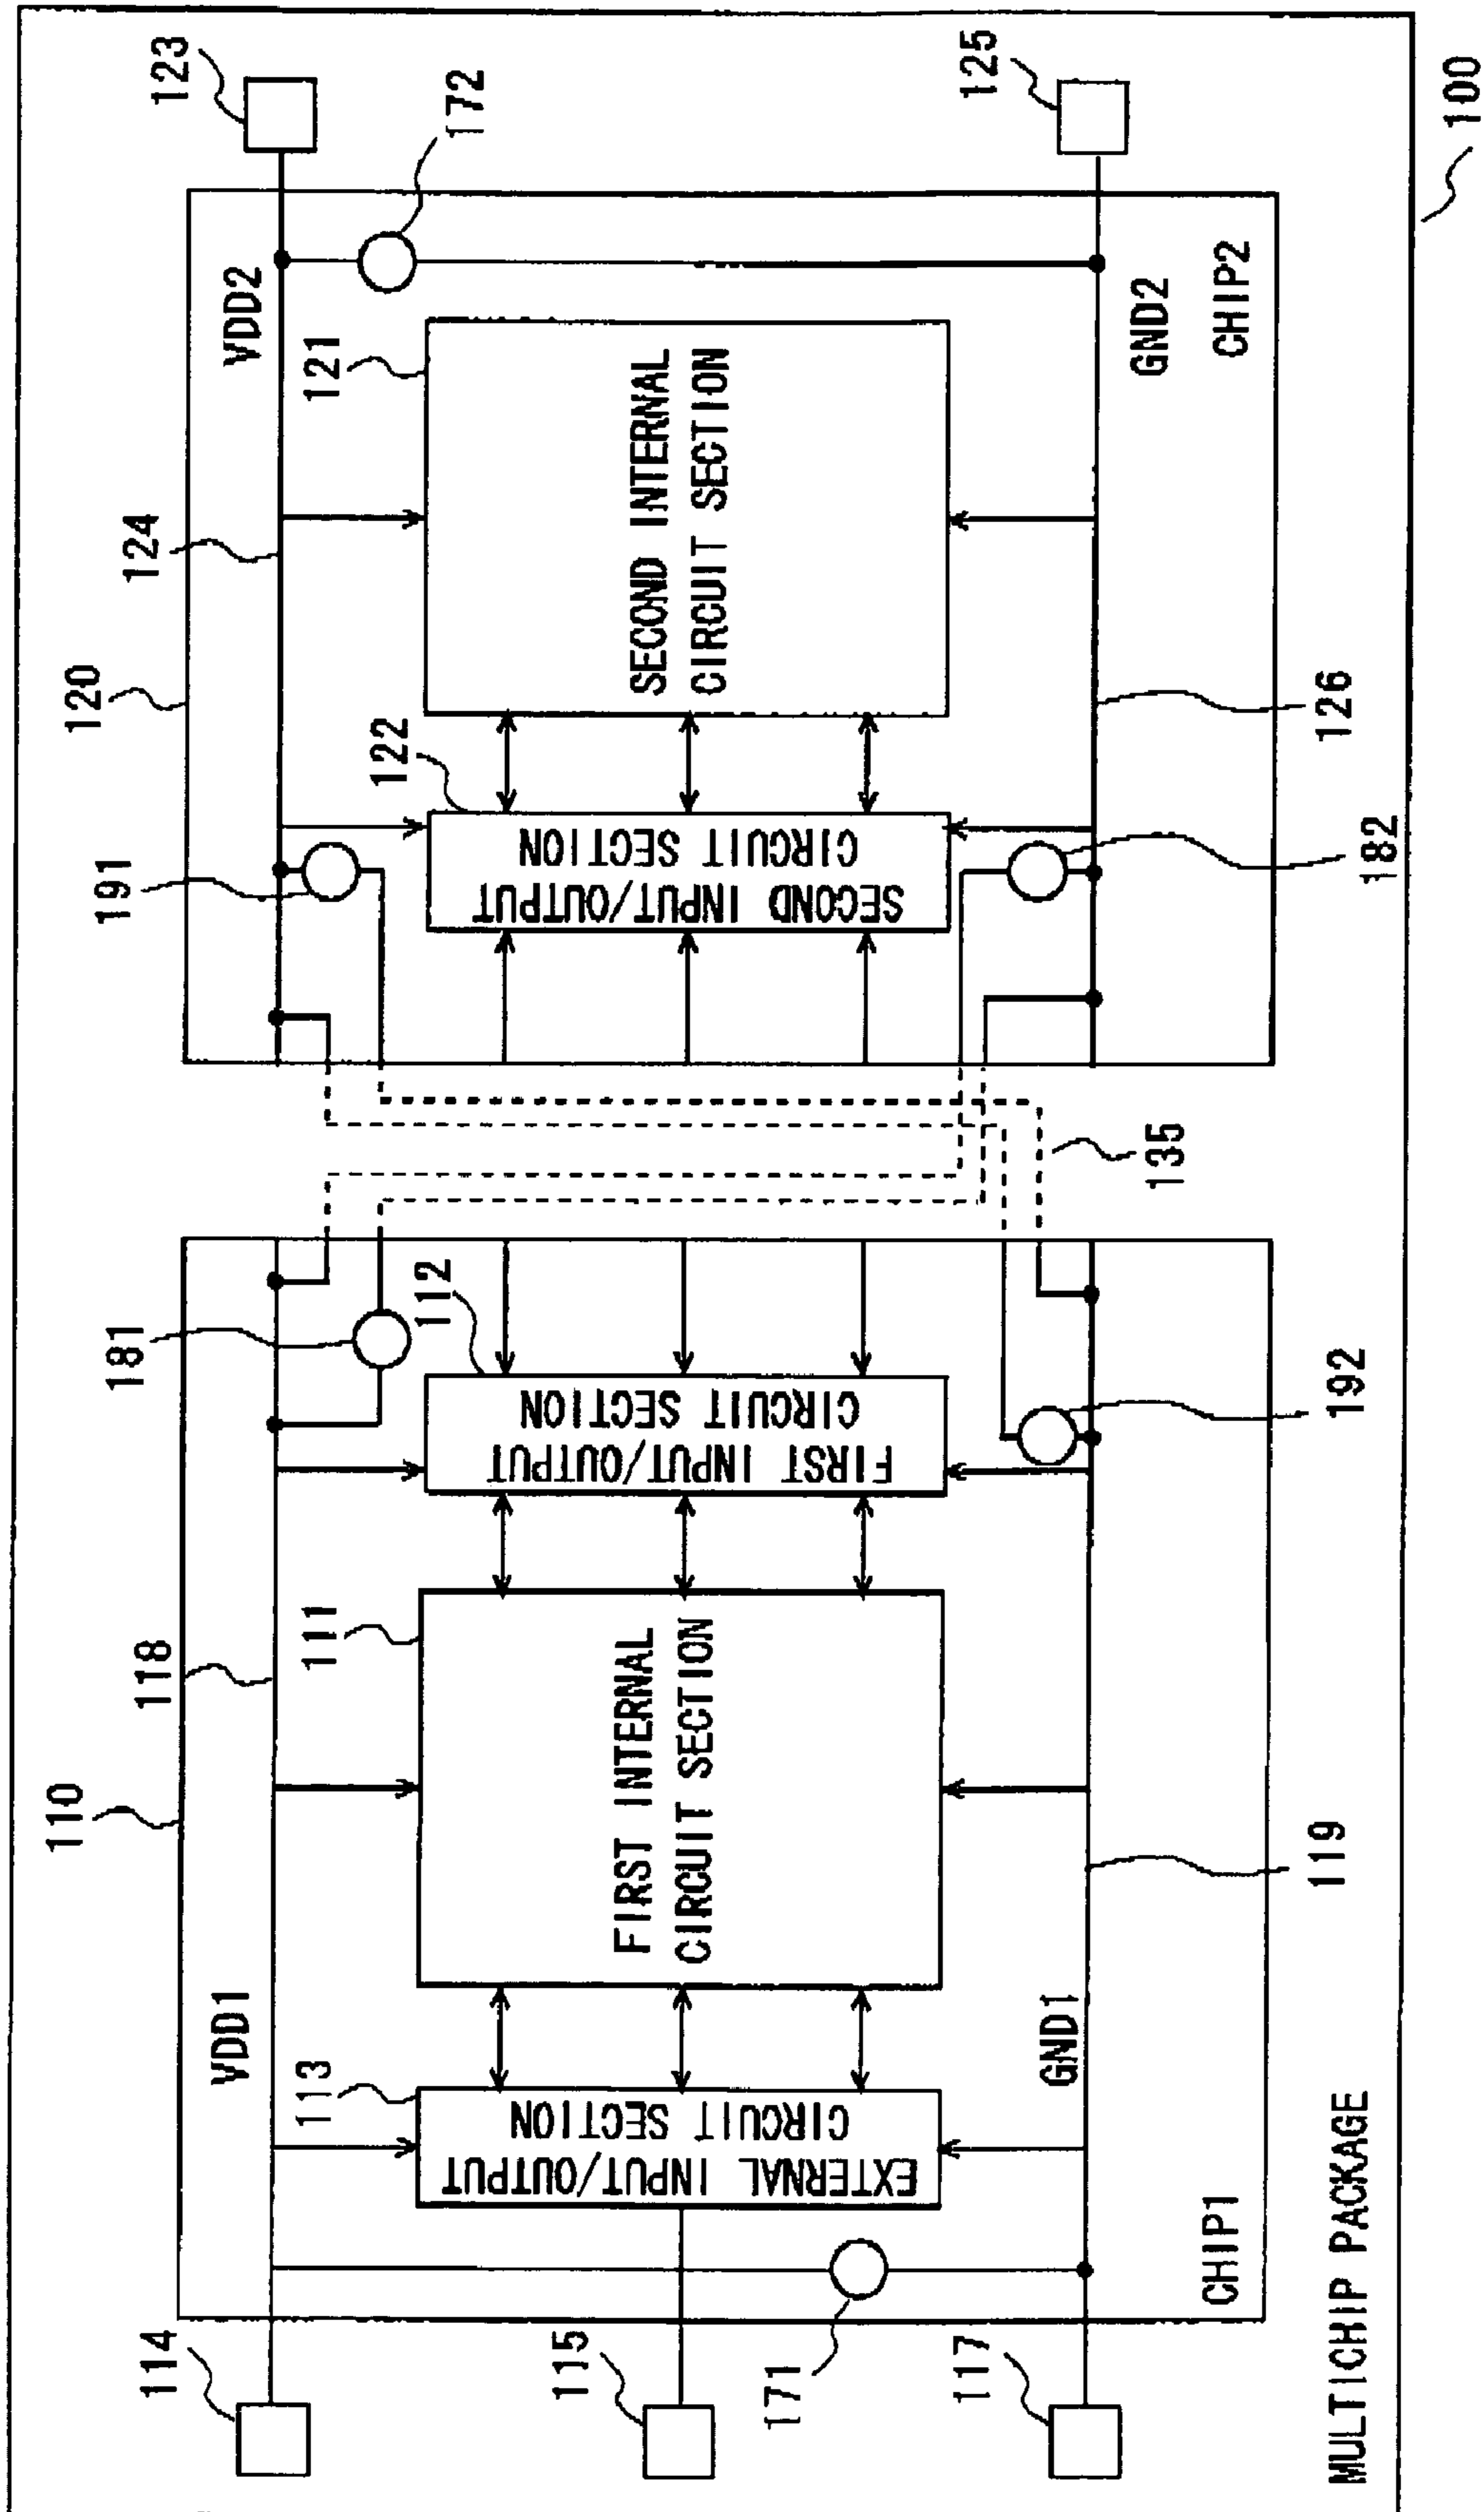 MULTICHIP PACKAGE
100
110
118
181
120
191
124
123
114
VDD1
113
111
112
122
121
VDD2
172
EXTERNAL INPUT/OUTPUT
CIRCUIT SECTION
FIRST INTERNAL
CIRCUIT SECTION
FIRST INPUT/OUTPUT
CIRCUIT SECTION
SECOND INPUT/OUTPUT
CIRCUIT SECTION
SECOND INTERNAL
CIRCUIT SECTION
115
171
117
GND1
125
GND2
CHIP1
119
192
135
182
126
CHIP2